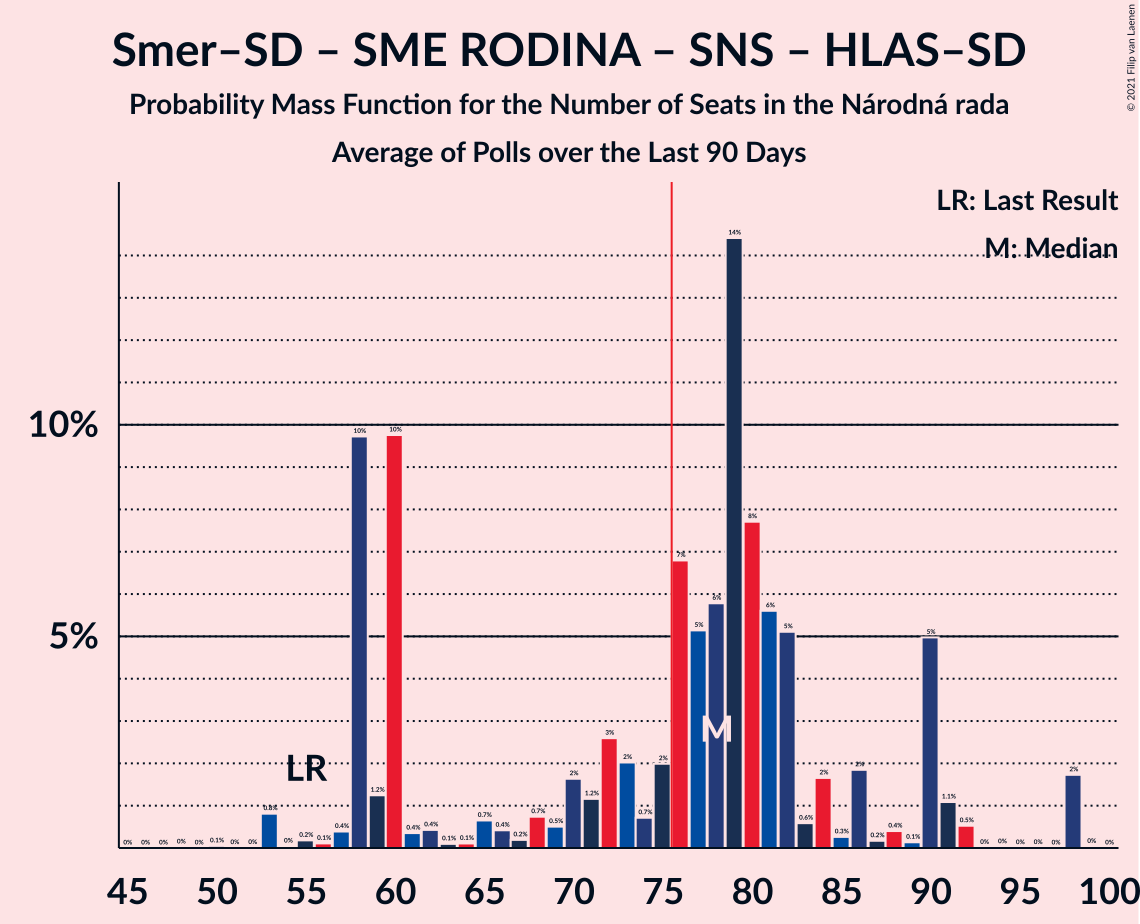 Smer–SD – SME RODINA – SNS – HLAS–SD
Probability Mass Function for the Number of Seats in the Národná rada
Average of Polls over the Last 90 Days
© 2021 Filip van Laenen
LR: Last Result
M: Median
10%
5%
LR
M
0% 0% 0% 0% 0% 0.1% 0% 0% 0.8% 0% 0.2% 0.1% 0.4% 10% 1.2% 10% 0.4% 0.4% 0.1% 0.1% 0.7% 0.4% 0.2% 0.7% 0.5% 2% 1.2% 3% 2% 0.7% 2% 7% 5% 6% 14% 8% 6% 5% 0.6% 2% 0.3% 2% 0.2% 0.4% 0.1% 5% 1.1% 0.5% 0% 0% 0% 0% 0% 2% 0% 0%
45 50 55 60 65 70 75 80 85 90 95 100